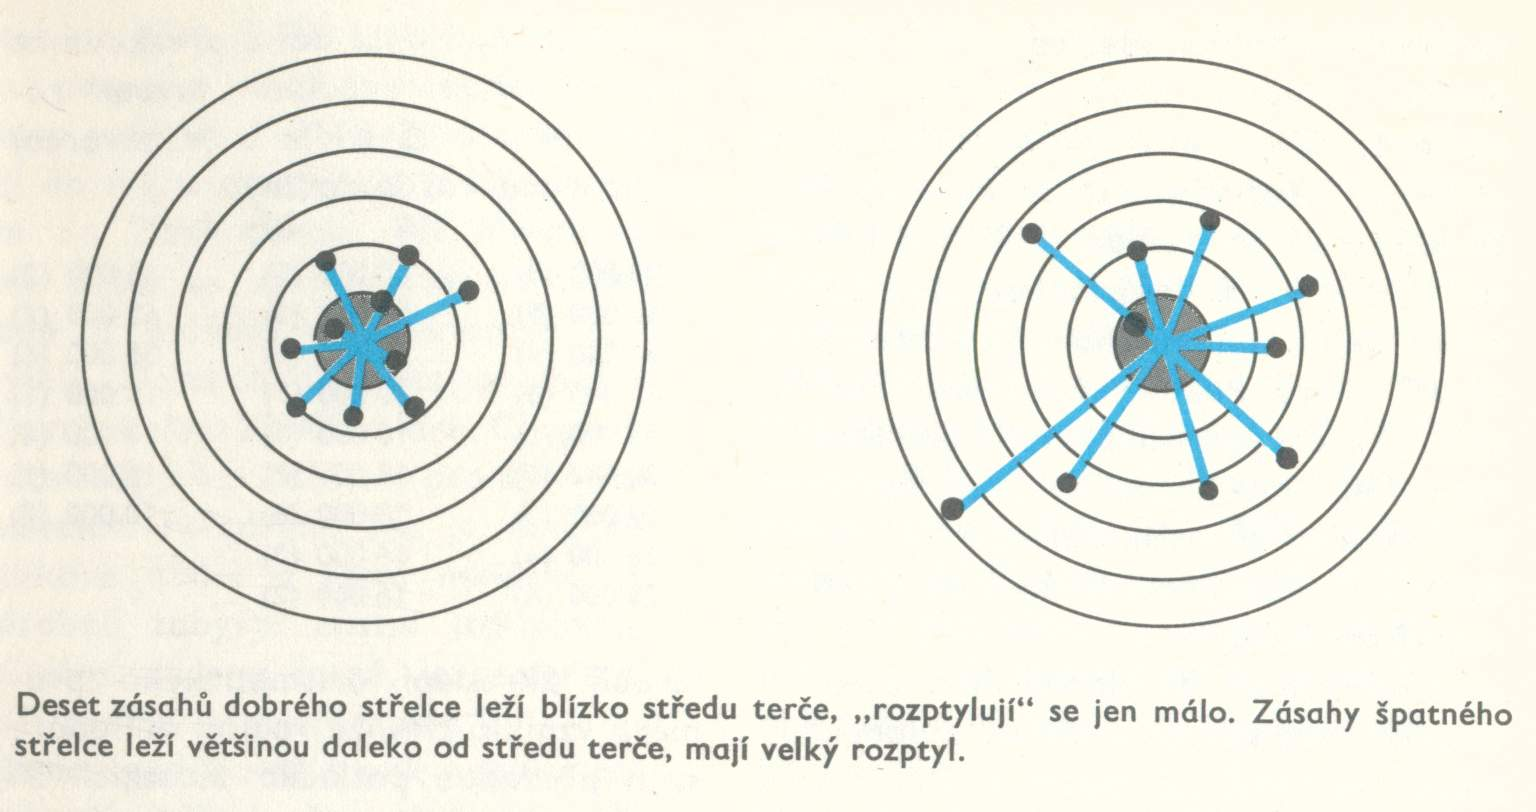 Deset zásahů dobrého střelce leží blízko středu terče, „rozptylují“ se jen málo. Zásahy špatného
střelce leží většinou daleko od středu terče, mají velký rozptyl.